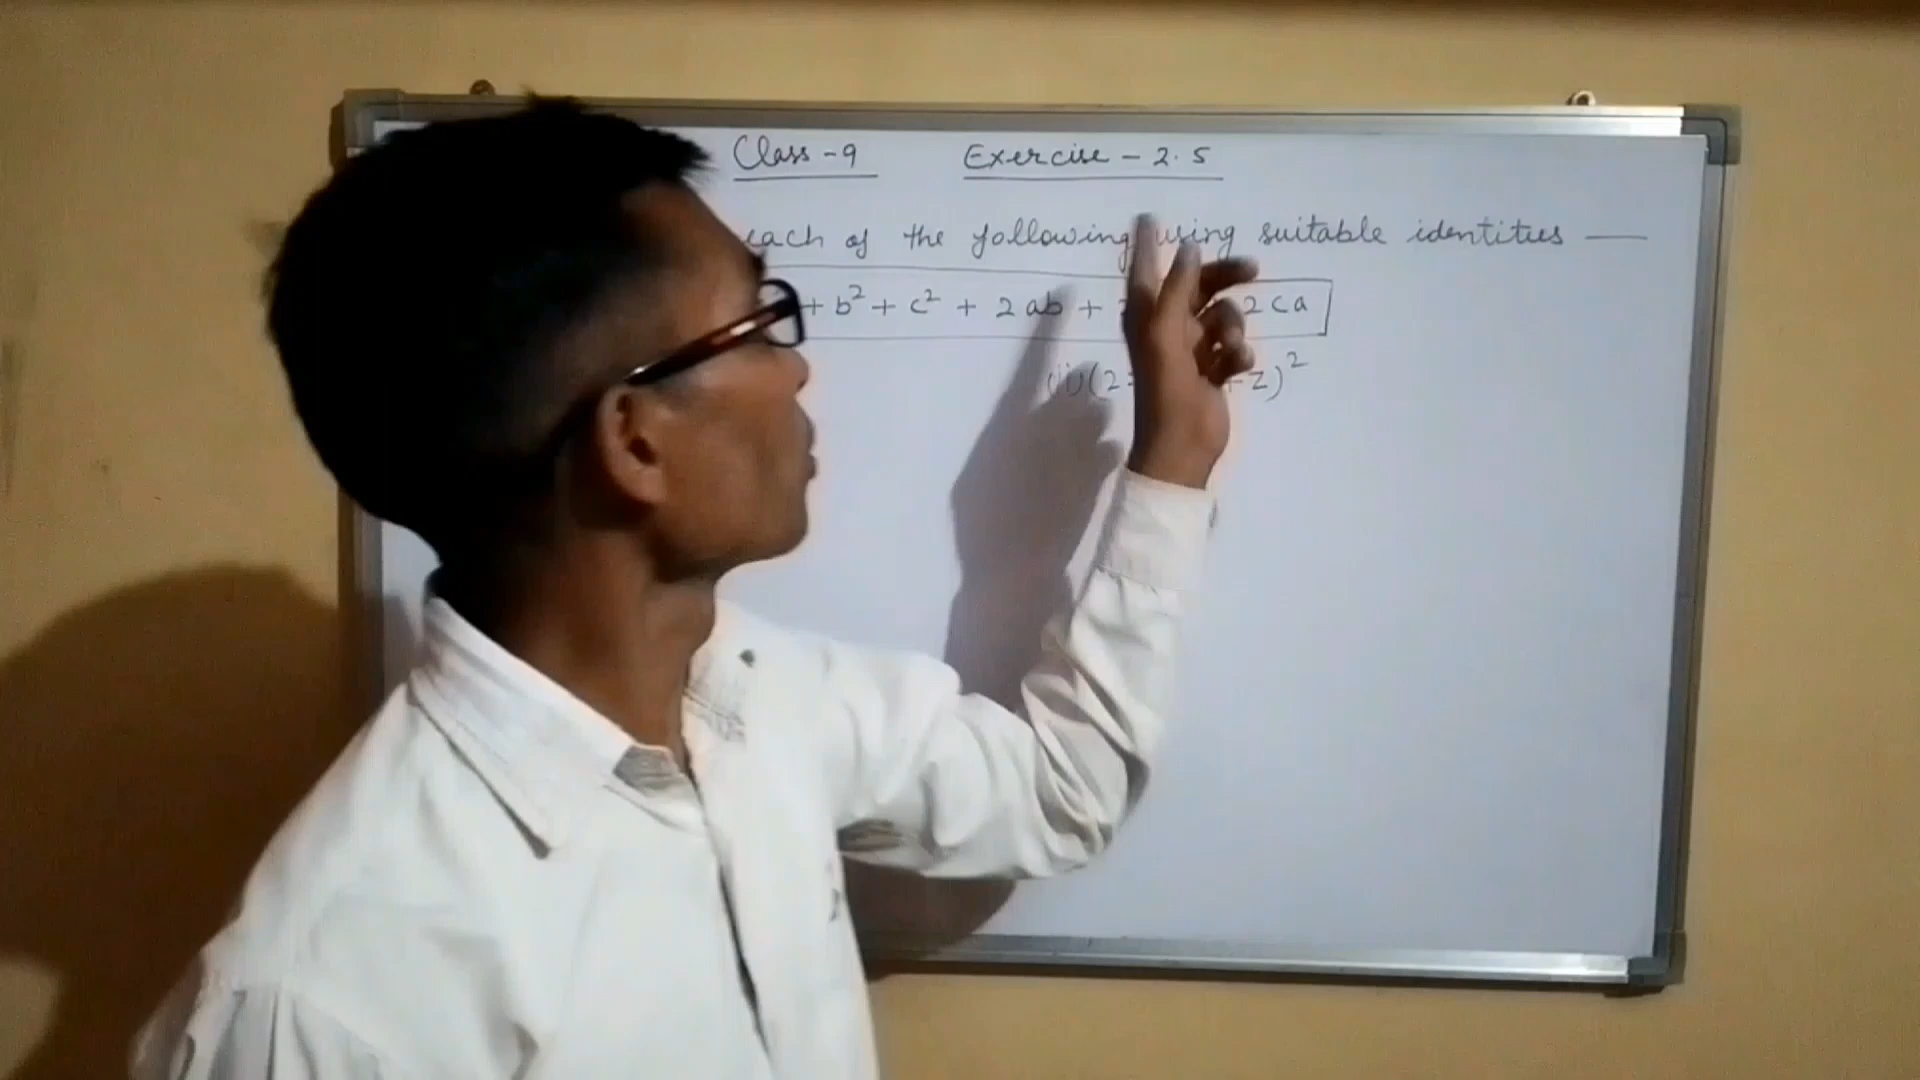 Class - 9 Exercise - 2.5
each of the following using suitable identities —
+ b² + c² + 2ab + 2ca
(ii) (2 + z)²